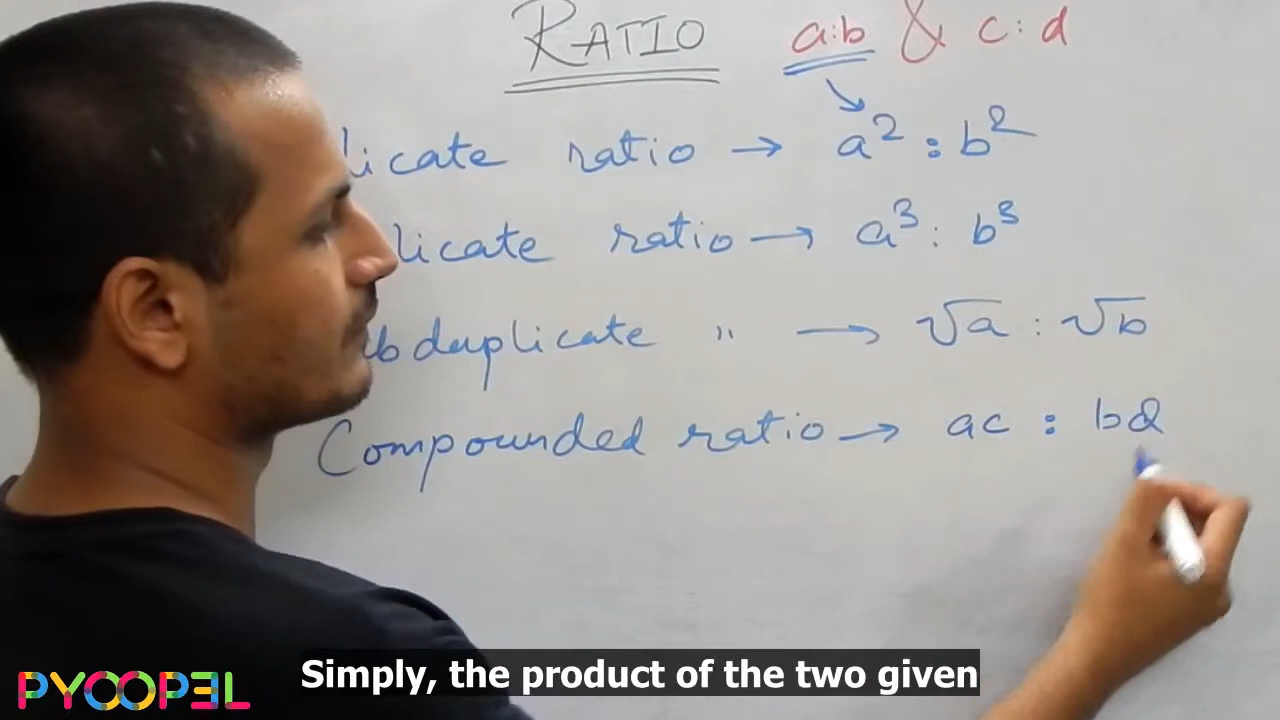 RATIO a:b & c:d
licate ratio → a² : b²
licate ratio → a³ : b³
bduplicate " → √a : √b
Compounded ratio → ac : bd
Simply, the product of the two given
PYOOPEL